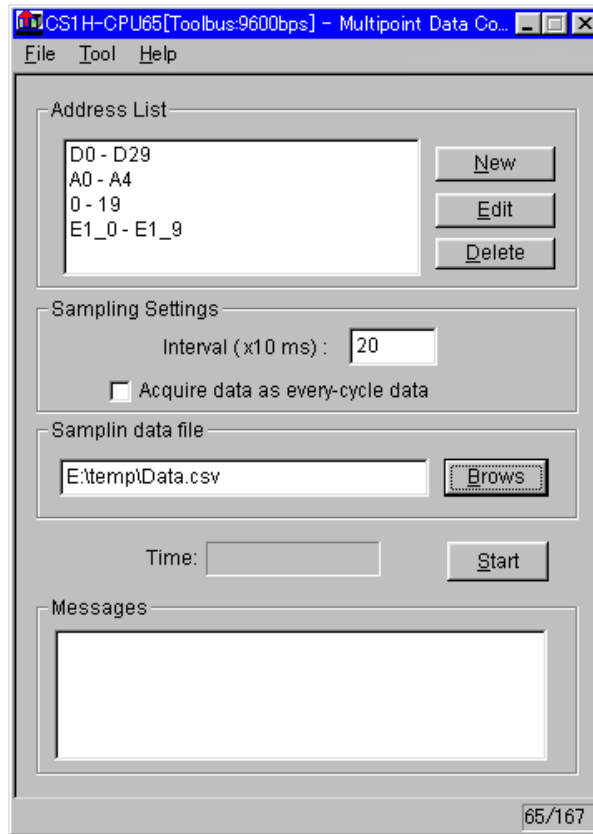 CS1H-CPU65[Toolbus:9600bps] - Multipoint Data Co...
File Tool Help
Address List
D0 - D29
A0 - A4
0 - 19
E1_0 - E1_9
New
Edit
Delete
Sampling Settings
Interval (x10 ms) : 20
Acquire data as every-cycle data
Samplin data file
E:\temp\Data.csv
Brows
Time:
Start
Messages
65/167